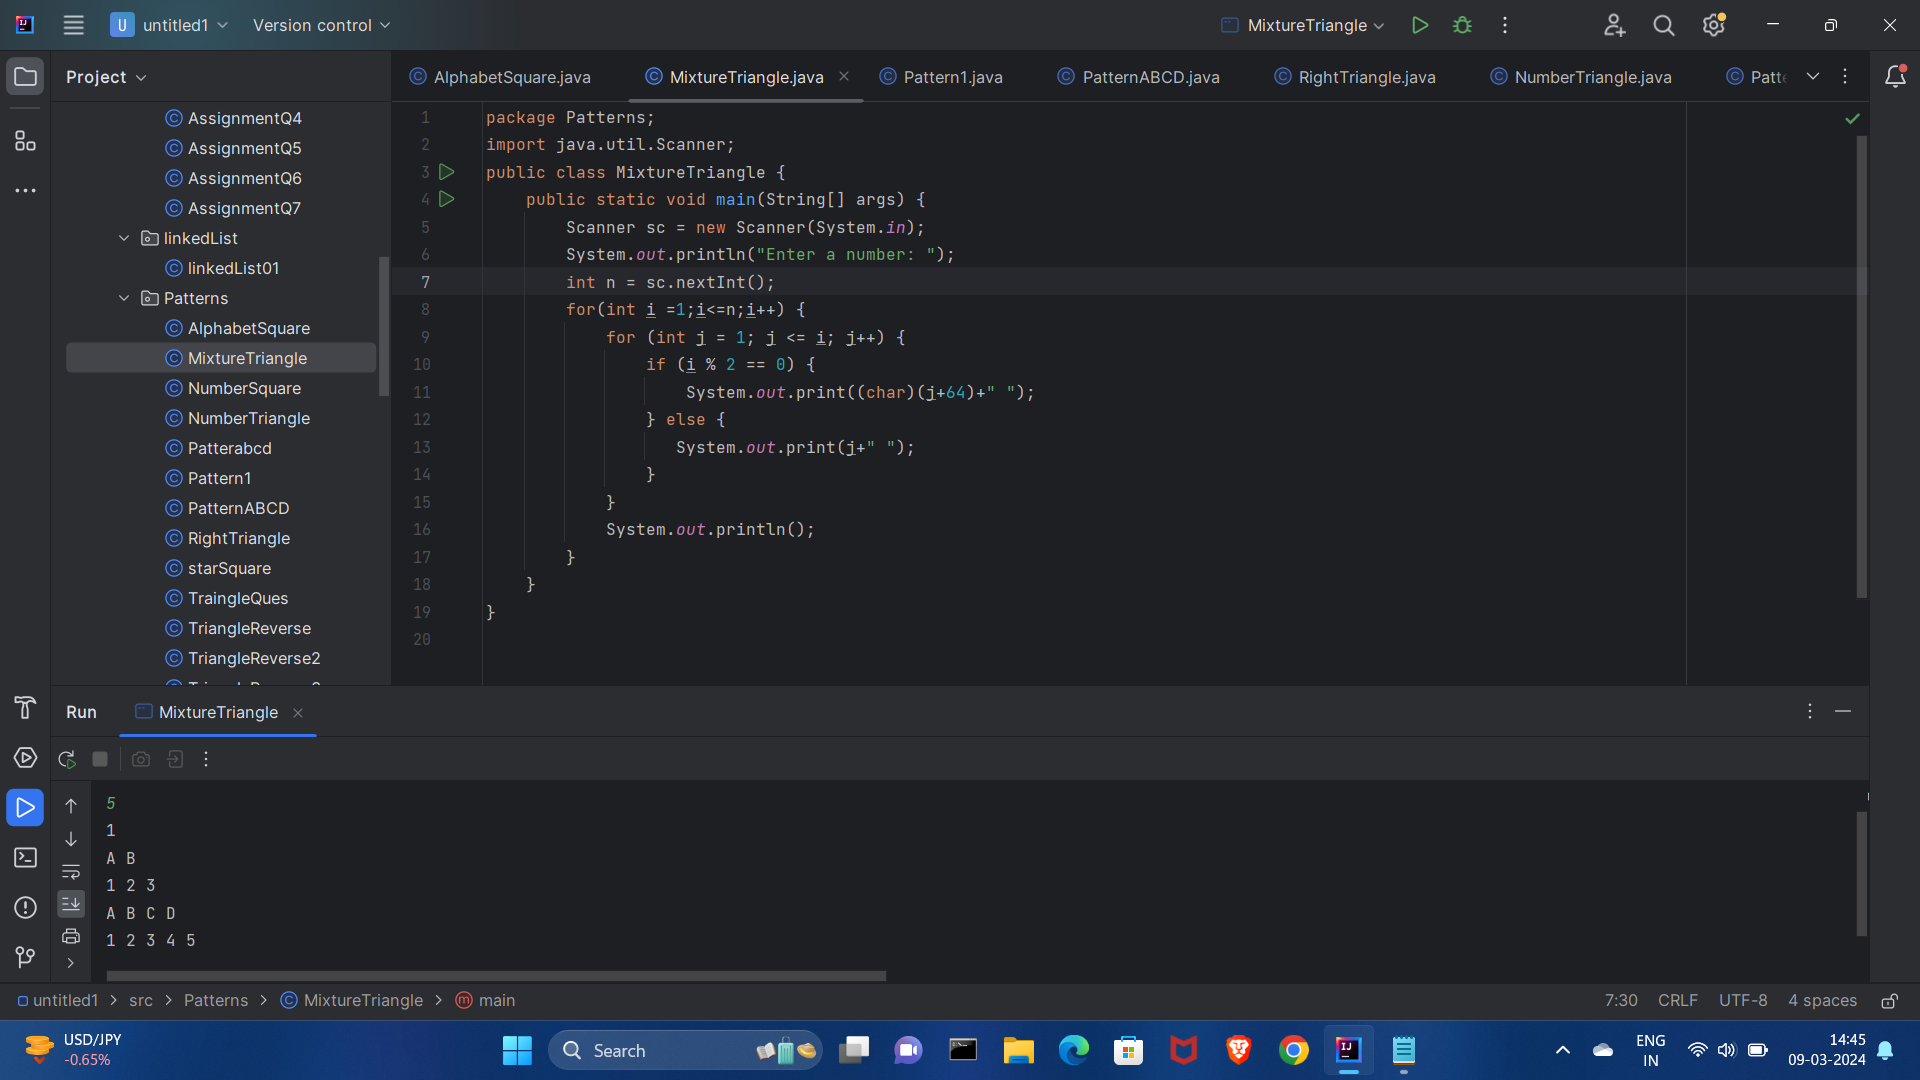 U untitled1 Version control MixtureTriangle
Project
AlphabetSquare.java MixtureTriangle.java Pattern1.java PatternABCD.java RightTriangle.java NumberTriangle.java Patt
AssignmentQ4
AssignmentQ5
AssignmentQ6
AssignmentQ7
linkedList
linkedList01
Patterns
AlphabetSquare
MixtureTriangle
NumberSquare
NumberTriangle
Patterabcd
Pattern1
PatternABCD
RightTriangle
starSquare
TraingleQues
TriangleReverse
TriangleReverse2
1 package Patterns;
2 import java.util.Scanner;
3 public class MixtureTriangle {
4 public static void main(String[] args) {
5 Scanner sc = new Scanner(System.in);
6 System.out.println("Enter a number: ");
7 int n = sc.nextInt();
8 for(int i =1;i<=n;i++) {
9 for (int j = 1; j <= i; j++) {
10 if (i % 2 == 0) {
11 System.out.print((char)(j+64)+" ");
12 } else {
13 System.out.print(j+" ");
14 }
15 }
16 System.out.println();
17 }
18 }
19 }
20
Run MixtureTriangle
5
1
A B
1 2 3
A B C D
1 2 3 4 5
untitled1 > src > Patterns > MixtureTriangle > m main
7:30 CRLF UTF-8 4 spaces
USD/JPY
-0.65%
Search
ENG
IN
14:45
09-03-2024